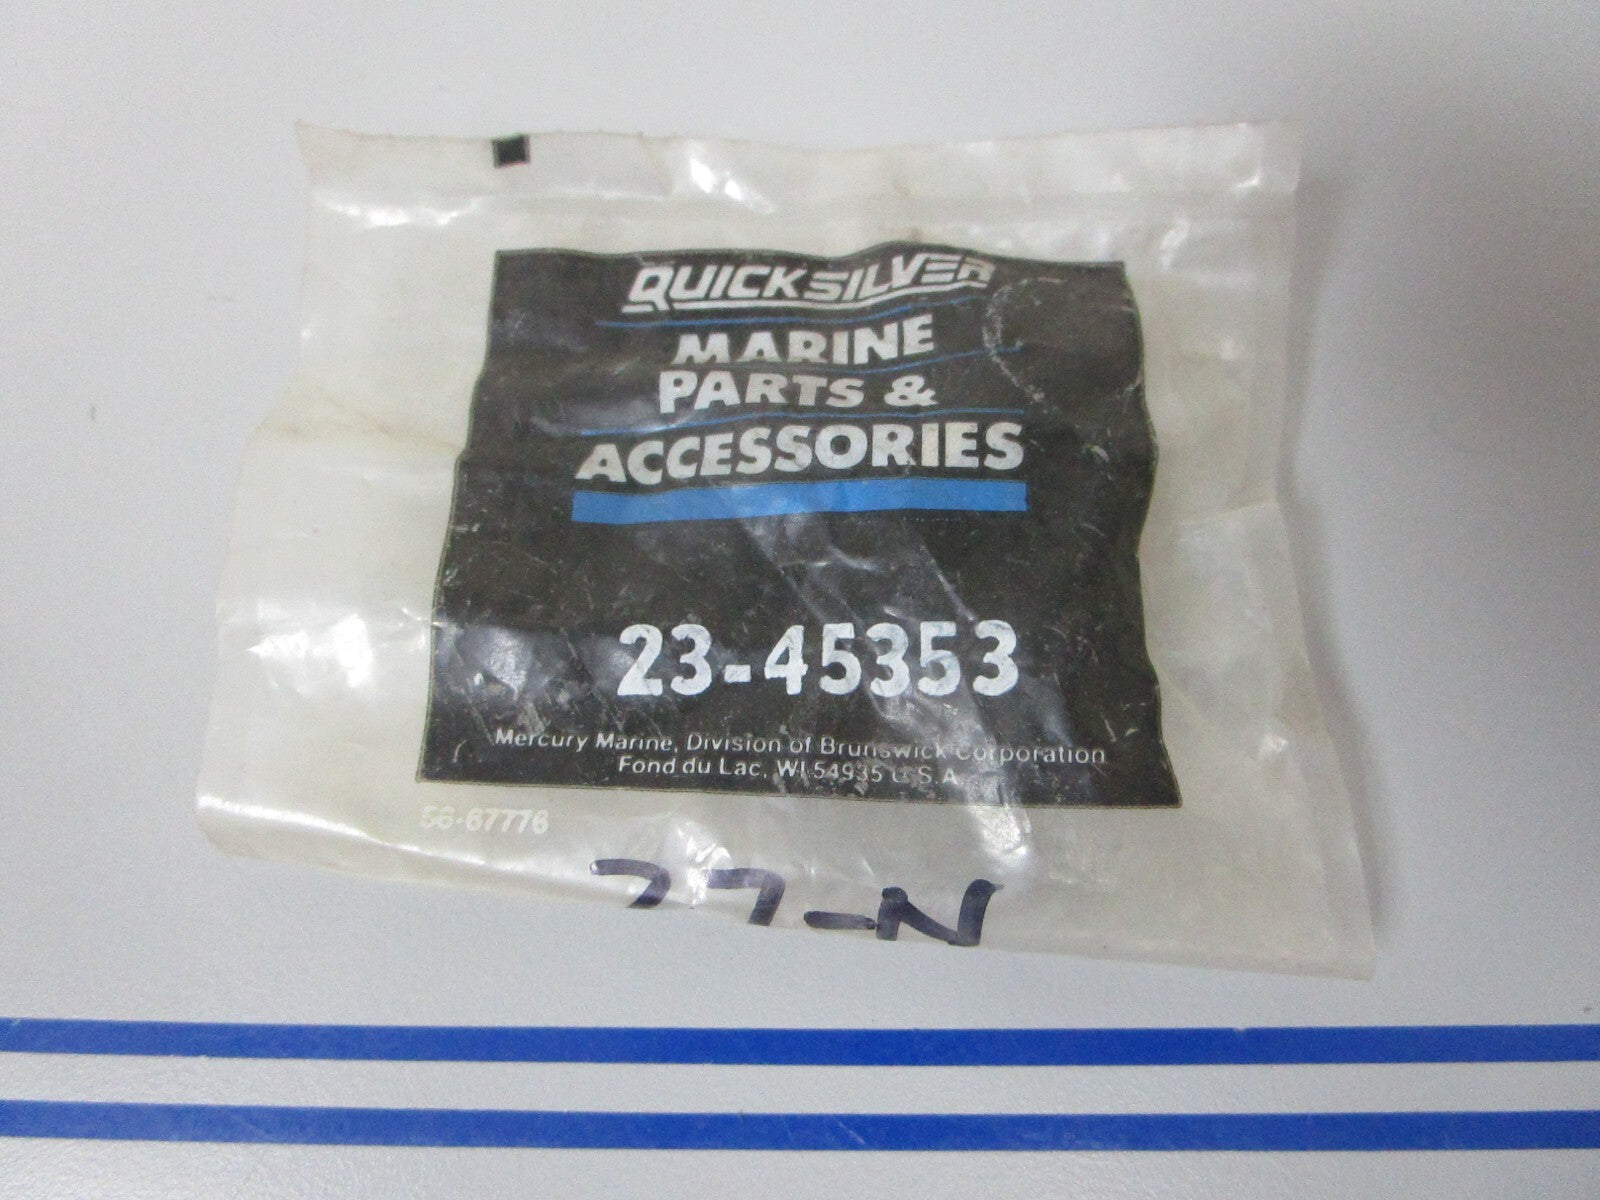 QUICKSILVER
MARINE
PARTS &
ACCESSORIES
23-45353
Mercury Marine, Division of Brunswick Corporation
Fond du Lac, WI 54935 U.S.A.
56-67776
77-N